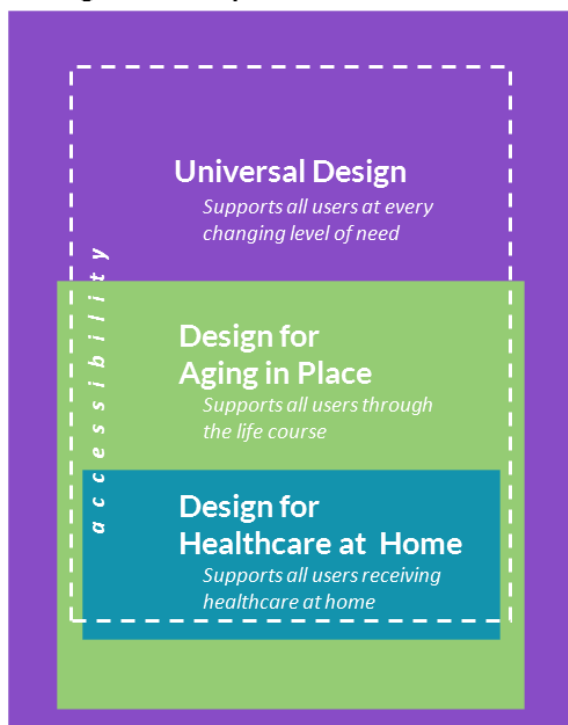 Universal Design
Supports all users at every
changing level of need
accessibility
Design for
Aging in Place
Supports all users through
the life course
Design for
Healthcare at Home
Supports all users receiving
healthcare at home